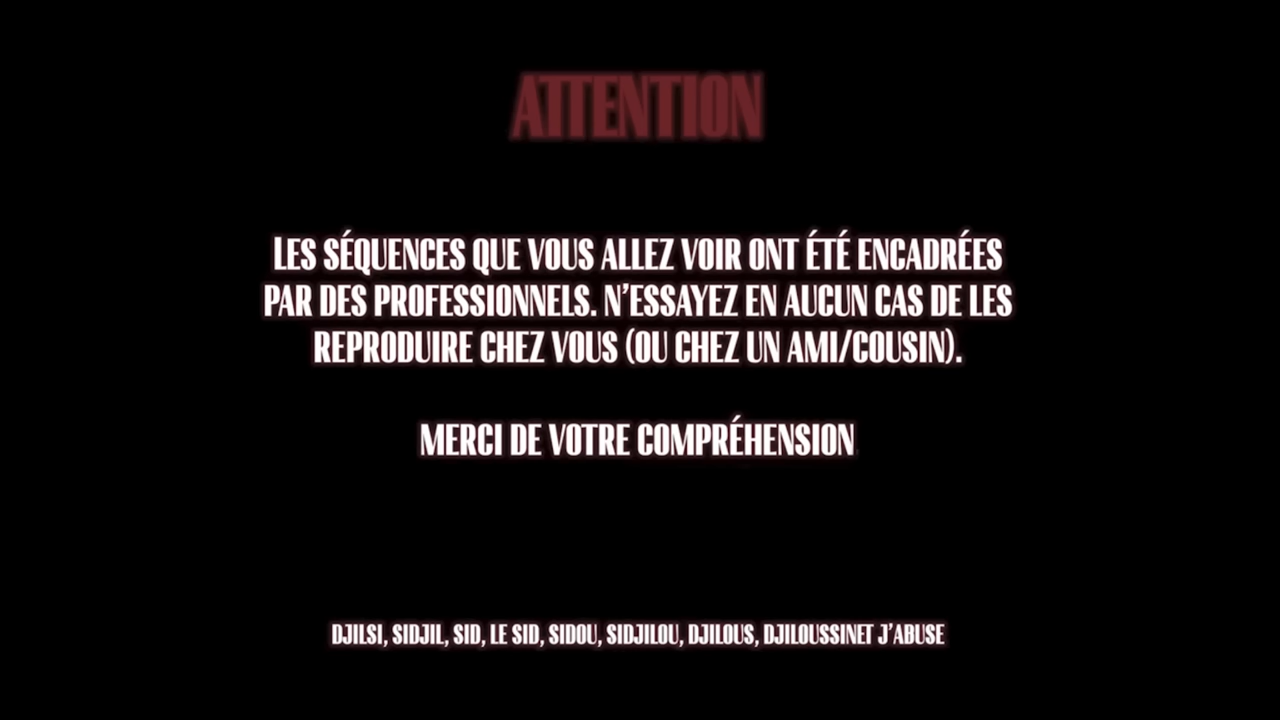 ATTENTION
LES SÉQUENCES QUE VOUS ALLEZ VOIR ONT ÉTÉ ENCADRÉES
PAR DES PROFESSIONNELS. N'ESSAYEZ EN AUCUN CAS DE LES
REPRODUIRE CHEZ VOUS (OU CHEZ UN AMI/COUSIN).
MERCI DE VOTRE COMPRÉHENSION
DJILSI, SIDJIL, SID, LE SID, SIDOU, SIDJILOU, DJILOUS, DJILOUSSINET J'ABUSE